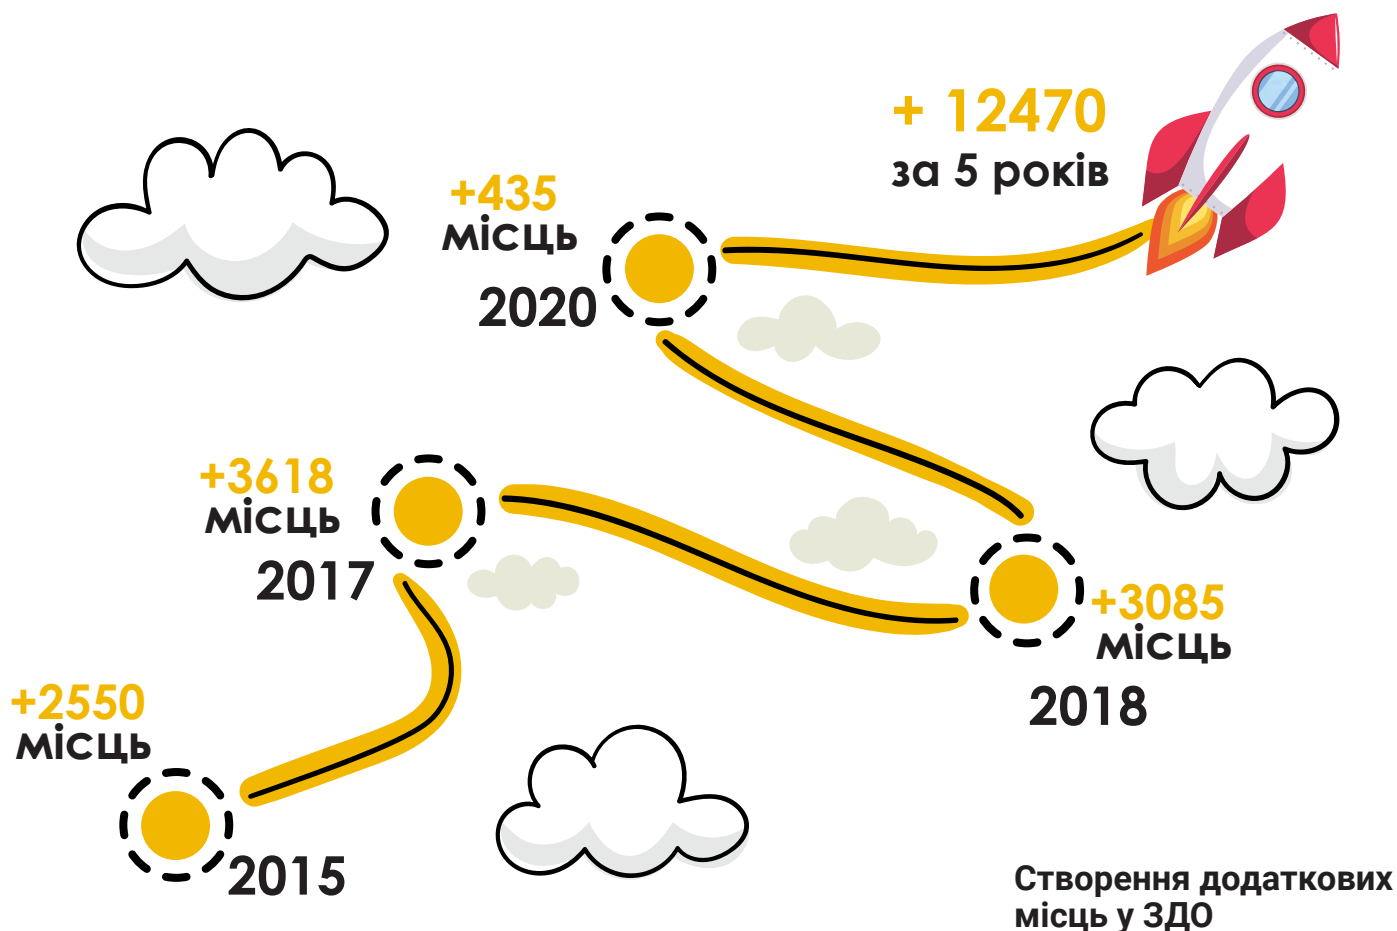 + 12470
за 5 років
+435
місць
2020
+3618
місць
2017
+3085
місць
2018
+2550
місць
2015
Створення додаткових
місць у ЗДО